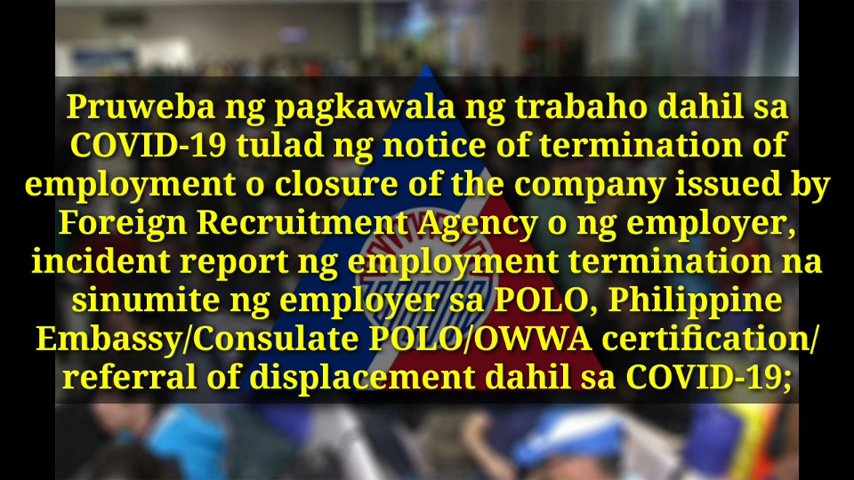 Pruweba ng pagkawala ng trabaho dahil sa
COVID-19 tulad ng notice of termination of
employment o closure of the company issued by
Foreign Recruitment Agency o ng employer,
incident report ng employment termination na
sinumite ng employer sa POLO, Philippine
Embassy/Consulate POLO/OWWA certification/
referral of displacement dahil sa COVID-19;